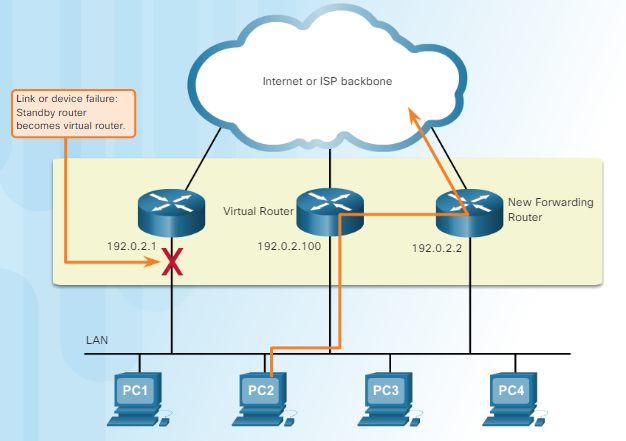 Internet or ISP backbone
Link or device failure:
Standby router
becomes virtual router.
Virtual Router
New Forwarding
Router
192.0.2.1
192.0.2.100
192.0.2.2
X
LAN
PC1
PC2
PC3
PC4